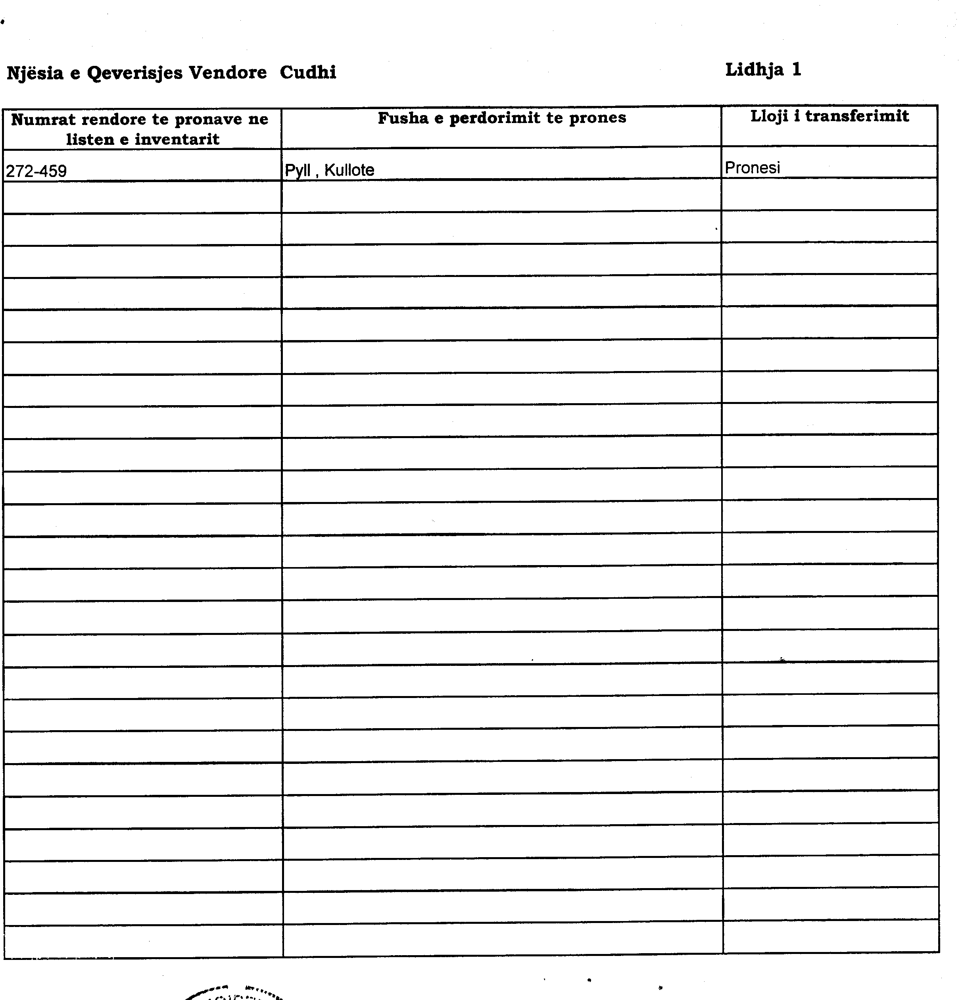 Njësia e Qeverisjes Vendore Cudhi
Lidhja 1
Numrat rendore te pronave ne
listen e inventarit
Fusha e perdorimit te prones
Lloji i transferimit
272-459
Pyll , Kullote
Pronesi